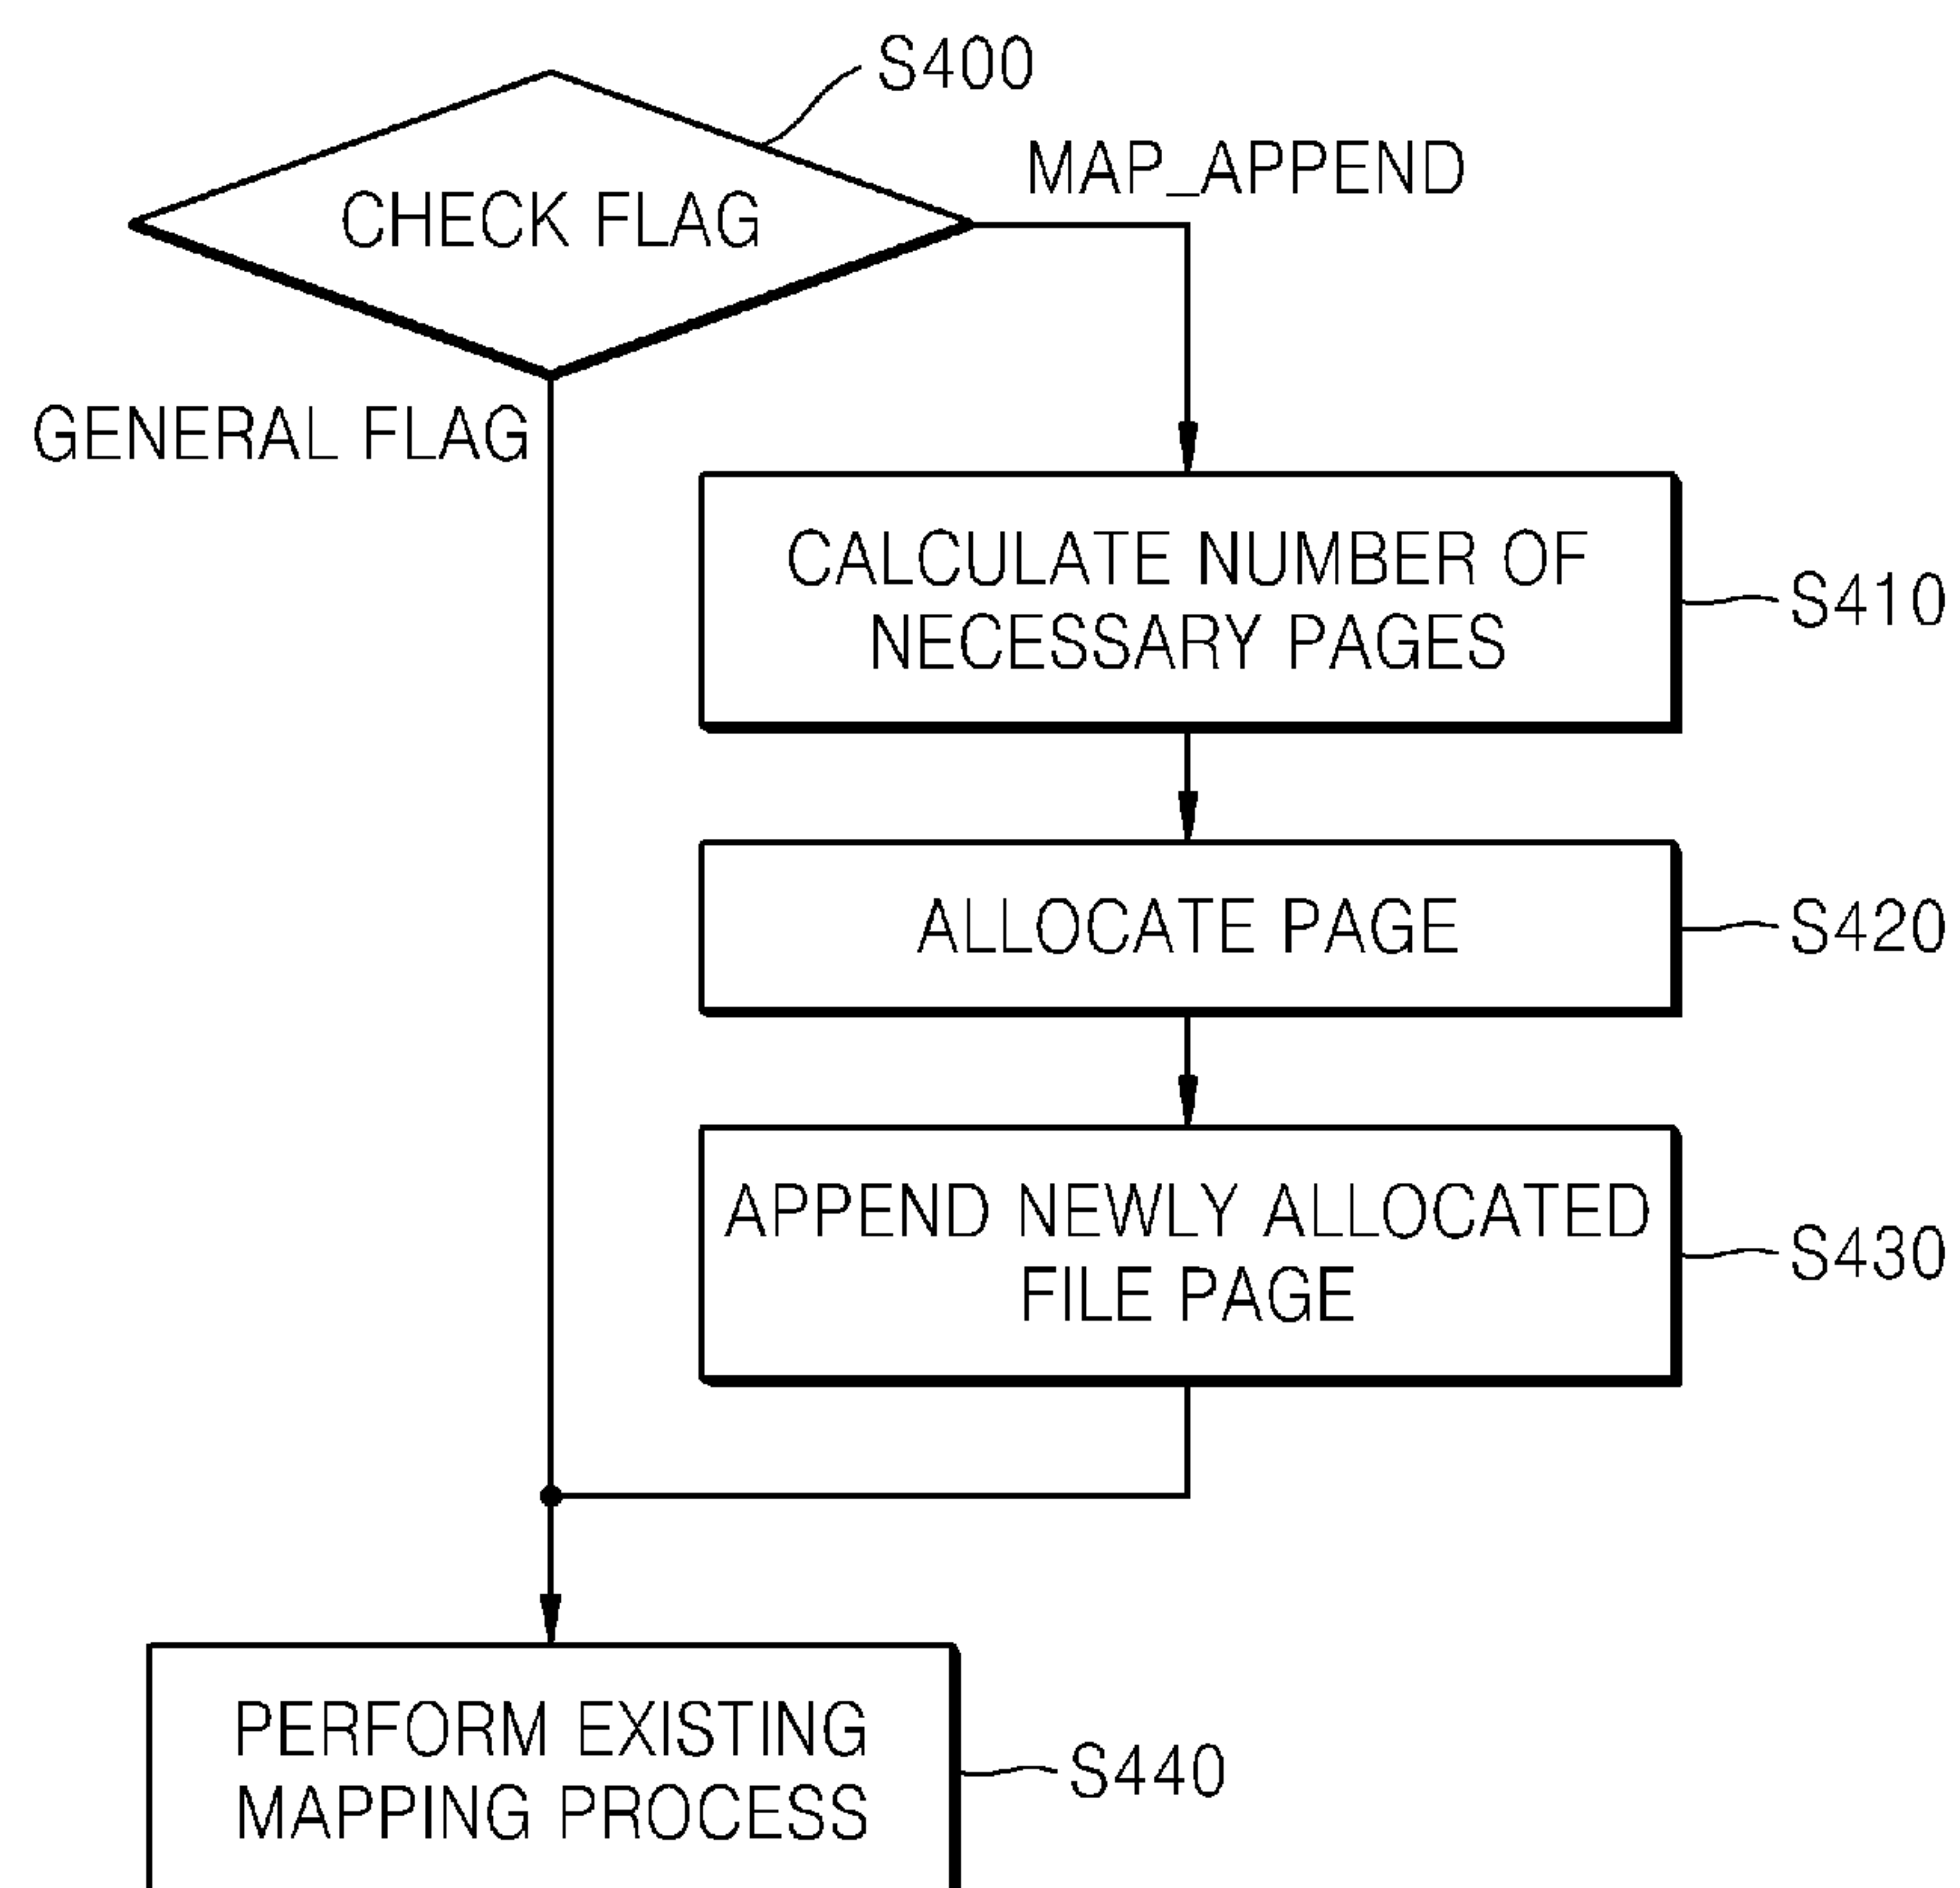 S400
MAP_APPEND
CHECK FLAG
GENERAL FLAG
CALCULATE NUMBER OF
NECESSARY PAGES
S410
ALLOCATE PAGE
S420
APPEND NEWLY ALLOCATED
FILE PAGE
S430
PERFORM EXISTING
MAPPING PROCESS
S440